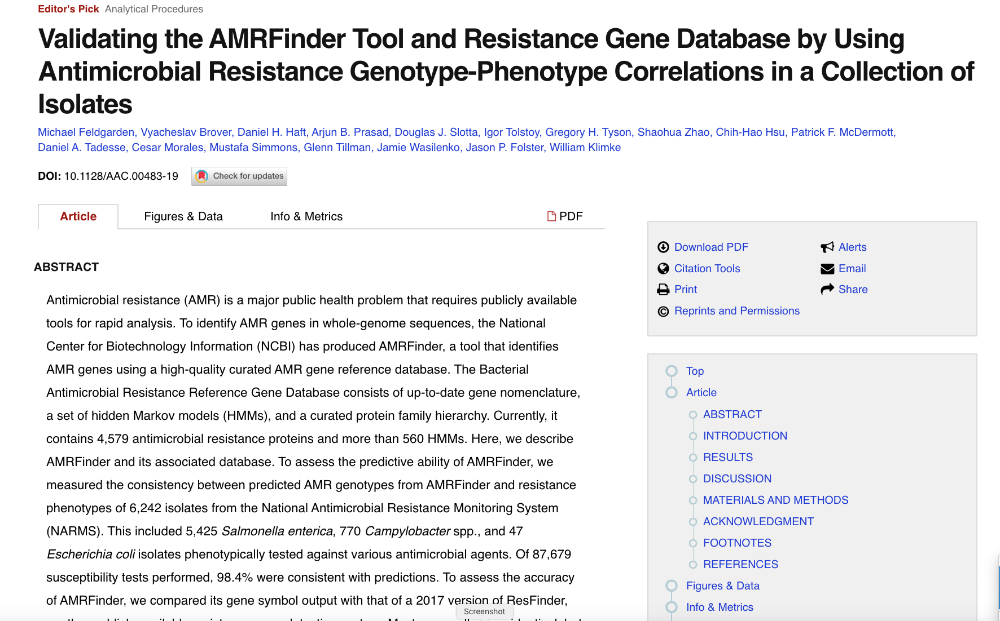 Editor's Pick Analytical Procedures
Validating the AMRFinder Tool and Resistance Gene Database by Using
Antimicrobial Resistance Genotype-Phenotype Correlations in a Collection of
Isolates
Michael Feldgarden, Vyacheslav Brover, Daniel H. Haft, Arjun B. Prasad, Douglas J. Slotta, Igor Tolstoy, Gregory H. Tyson, Shaohua Zhao, Chih-Hao Hsu, Patrick F. McDermott,
Daniel A. Tadesse, Cesar Morales, Mustafa Simmons, Glenn Tillman, Jamie Wasilenko, Jason P. Folster, William Klimke
DOI: 10.1128/AAC.00483-19 Check for updates
Article Figures & Data Info & Metrics PDF
ABSTRACT
Antimicrobial resistance (AMR) is a major public health problem that requires publicly available
tools for rapid analysis. To identify AMR genes in whole-genome sequences, the National
Center for Biotechnology Information (NCBI) has produced AMRFinder, a tool that identifies
AMR genes using a high-quality curated AMR gene reference database. The Bacterial
Antimicrobial Resistance Reference Gene Database consists of up-to-date gene nomenclature,
a set of hidden Markov models (HMMs), and a curated protein family hierarchy. Currently, it
contains 4,579 antimicrobial resistance proteins and more than 560 HMMs. Here, we describe
AMRFinder and its associated database. To assess the predictive ability of AMRFinder, we
measured the consistency between predicted AMR genotypes from AMRFinder and resistance
phenotypes of 6,242 isolates from the National Antimicrobial Resistance Monitoring System
(NARMS). This included 5,425 Salmonella enterica, 770 Campylobacter spp., and 47
Escherichia coli isolates phenotypically tested against various antimicrobial agents. Of 87,679
susceptibility tests performed, 98.4% were consistent with predictions. To assess the accuracy
of AMRFinder, we compared its gene symbol output with that of a 2017 version of ResFinder,
Screenshot
Download PDF
Alerts
Citation Tools
Email
Print
Share
Reprints and Permissions
Top
Article
ABSTRACT
INTRODUCTION
RESULTS
DISCUSSION
MATERIALS AND METHODS
ACKNOWLEDGMENT
FOOTNOTES
REFERENCES
Figures & Data
Info & Metrics